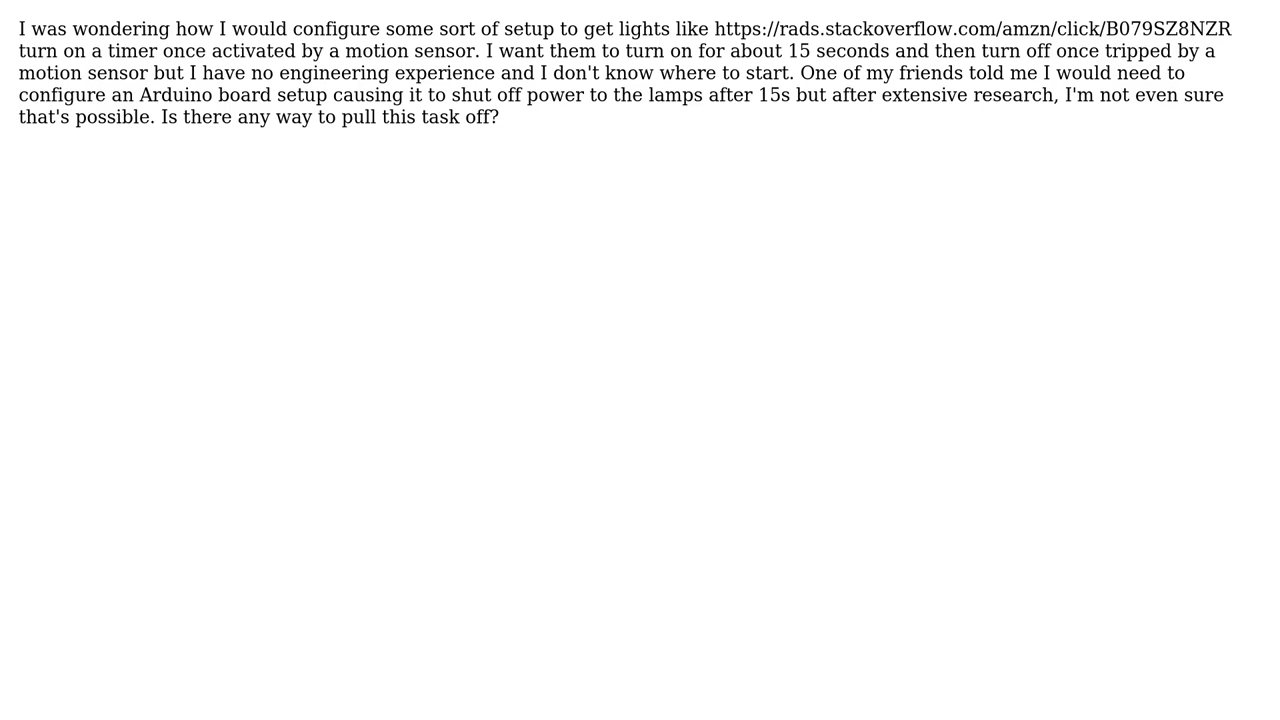 I was wondering how I would configure some sort of setup to get lights like https://rads.stackoverflow.com/amzn/click/B079SZ8NZR
turn on a timer once activated by a motion sensor. I want them to turn on for about 15 seconds and then turn off once tripped by a
motion sensor but I have no engineering experience and I don't know where to start. One of my friends told me I would need to
configure an Arduino board setup causing it to shut off power to the lamps after 15s but after extensive research, I'm not even sure
that's possible. Is there any way to pull this task off?